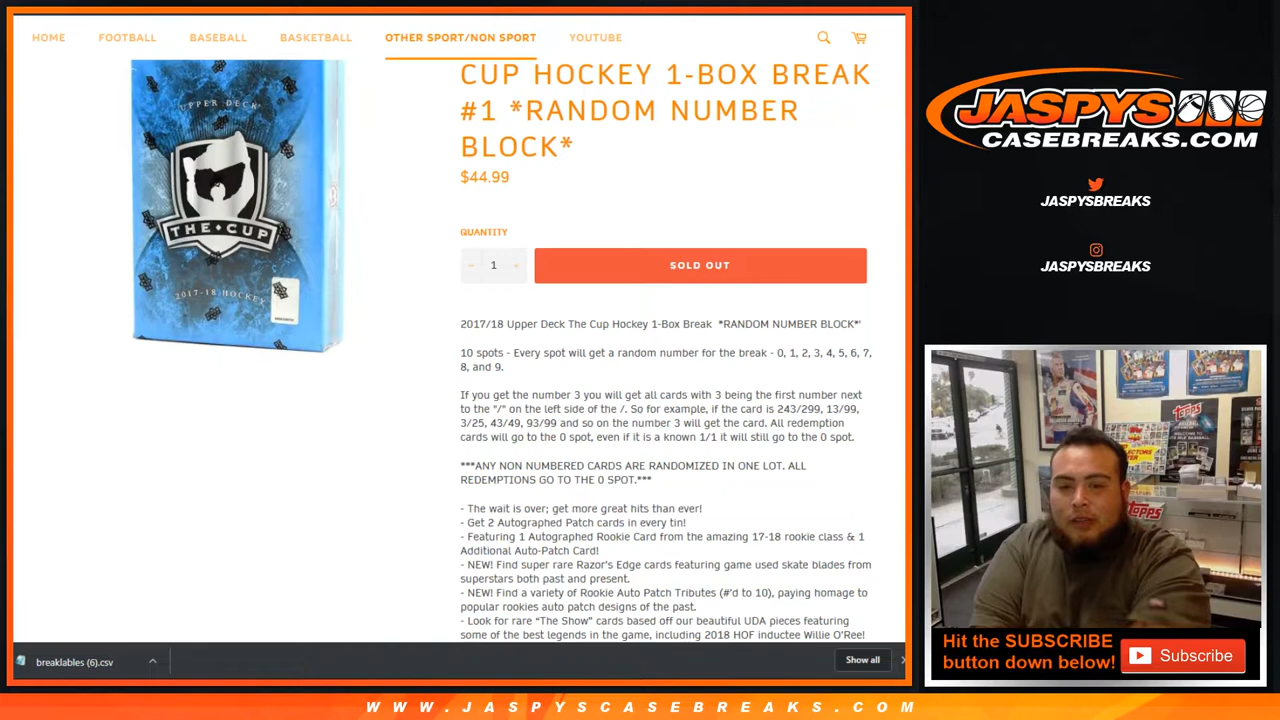 HOME FOOTBALL BASEBALL BASKETBALL OTHER SPORT/NON SPORT YOUTUBE
CUP HOCKEY 1-BOX BREAK
#1 *RANDOM NUMBER
BLOCK*
$44.99
QUANTITY
− 1 +
SOLD OUT
2017/18 Upper Deck The Cup Hockey 1-Box Break *RANDOM NUMBER BLOCK*'
10 spots - Every spot will get a random number for the break - 0, 1, 2, 3, 4, 5, 6, 7,
8, and 9.
If you get the number 3 you will get all cards with 3 being the first number next
to the "/" on the left side of the /. So for example, if the card is 243/299, 13/99,
3/25, 43/49, 93/99 and so on the number 3 will get the card. All redemption
cards will go to the 0 spot, even if it is a known 1/1 it will still go to the 0 spot.
***ANY NON NUMBERED CARDS ARE RANDOMIZED IN ONE LOT. ALL
REDEMPTIONS GO TO THE 0 SPOT.***
- The wait is over; get more great hits than ever!
- Get 2 Autographed Patch cards in every tin!
- Featuring 1 Autographed Rookie Card from the amazing 17-18 rookie class & 1
Additional Auto-Patch Card!
- NEW! Find super rare Razor's Edge cards featuring game used skate blades from
superstars both past and present.
- NEW! Find a variety of Rookie Auto Patch Tributes (#'d to 10), paying homage to
popular rookies auto patch designs of the past.
- Look for rare “The Show” cards based off our beautiful UDA pieces featuring
some of the best legends in the game, including 2018 HOF inductee Willie O'Ree!
UPPER DECK
THE CUP
2017-18 HOCKEY
breaklables (6).csv
Show all
JASPYS
CASEBREAKS.COM
JASPYSBREAKS
JASPYSBREAKS
topps
WELCOME TO
topps
Hit the SUBSCRIBE
button down below!
Subscribe
WWW.JASPYSCASEBREAKS.COM